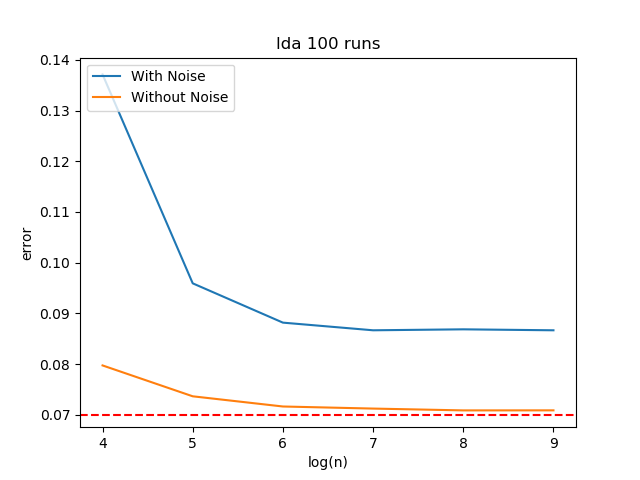 lda 100 runs
With Noise
Without Noise
0.14
0.13
0.12
0.11
0.10
0.09
0.08
0.07
error
4 5 6 7 8 9
log(n)